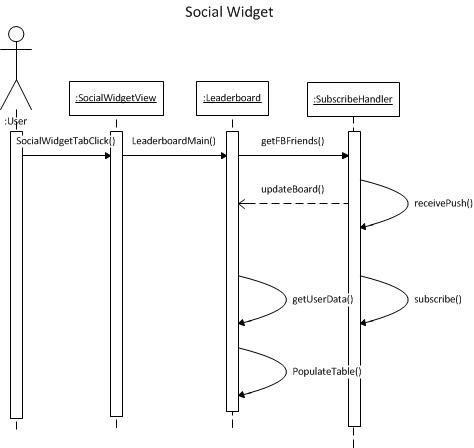 Social Widget
:SocialWidgetView
:Leaderboard
:SubscribeHandler
:User
SocialWidgetTabClick()
LeaderboardMain()
getFBFriends()
updateBoard()
receivePush()
getUserData()
subscribe()
PopulateTable()